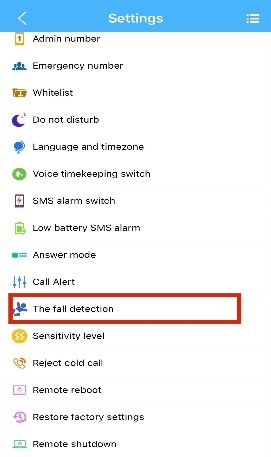 Settings
Admin number
Emergency number
Whitelist
Do not disturb
Language and timezone
Voice timekeeping switch
SMS alarm switch
Low battery SMS alarm
Answer mode
Call Alert
The fall detection
Sensitivity level
Reject cold call
Remote reboot
Restore factory settings
Remote shutdown